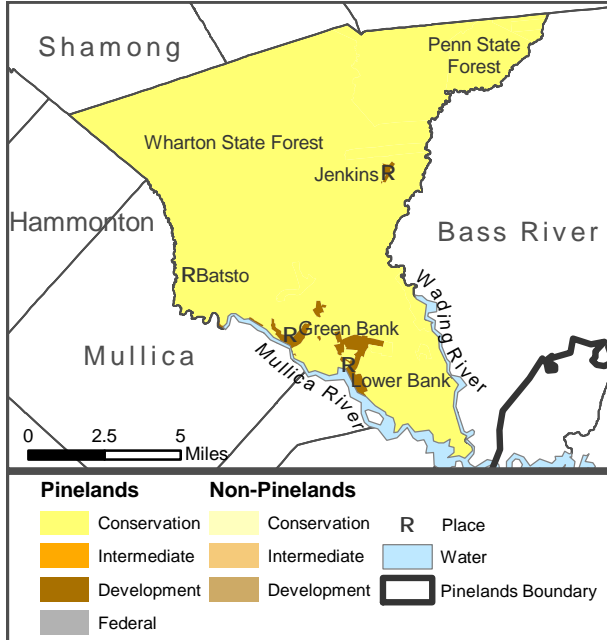 Shamong
Penn State
Forest
Wharton State Forest
Jenkins R
Hammonton
Bass River
RBatsto
Wading River
R Green Bank
Mullica
R
Lower Bank
Mullica River
0 2.5 5
Miles
Pinelands Non-Pinelands
Conservation Conservation R Place
Intermediate Intermediate Water
Development Development Pinelands Boundary
Federal